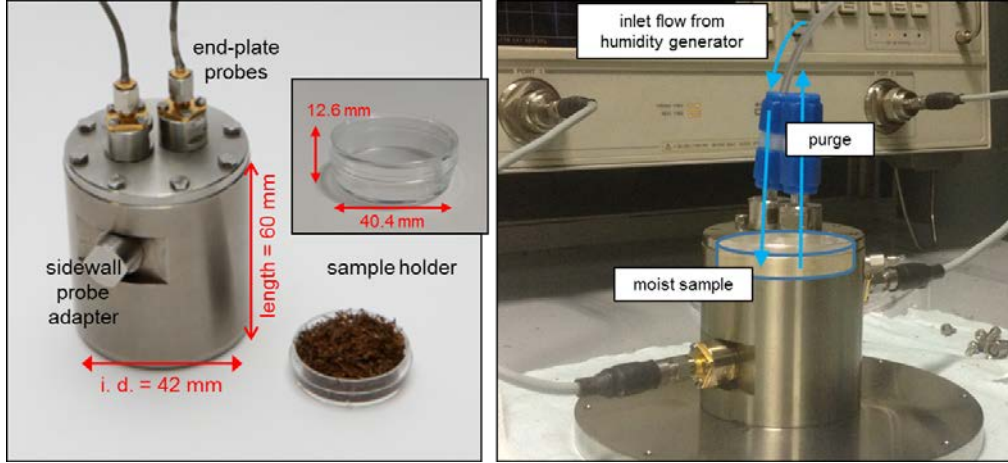 end-plate
probes
12.6 mm
40.4 mm
length = 60 mm
sidewall
probe
adapter
sample holder
i. d. = 42 mm
inlet flow from
humidity generator
purge
moist sample